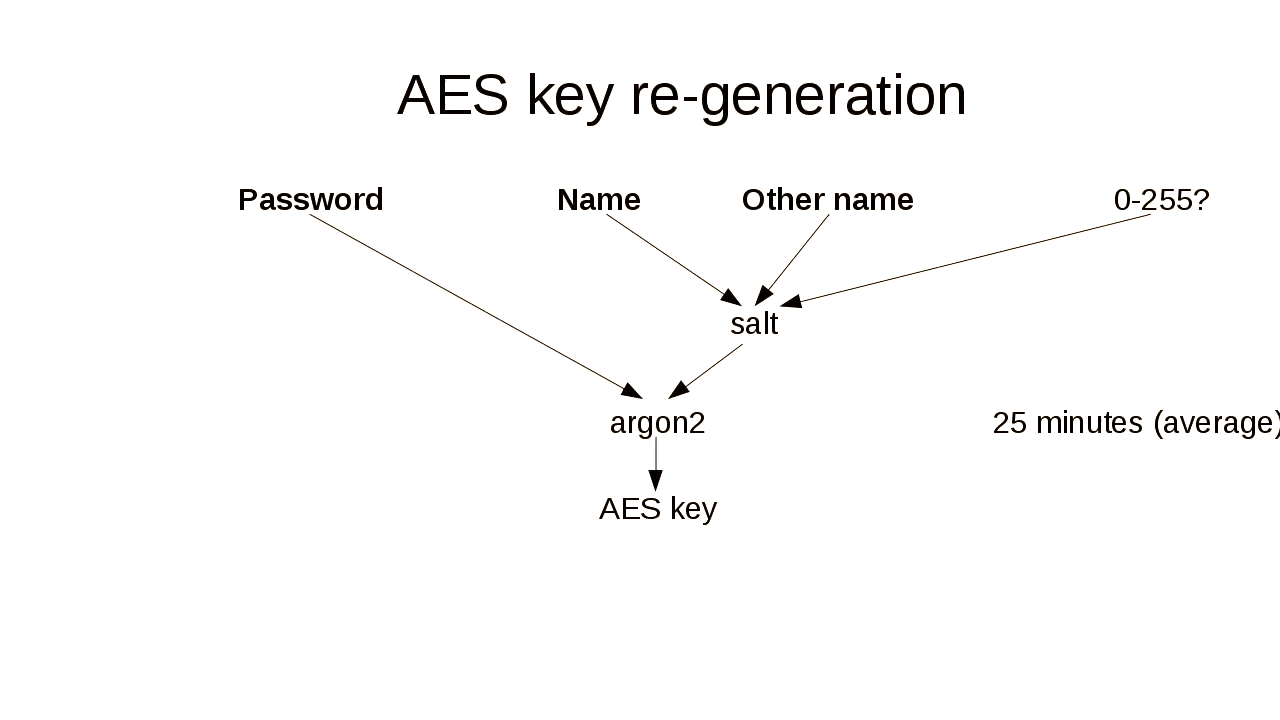 AES key re-generation
Password Name Other name 0-255?
salt
argon2 25 minutes (average)
AES key